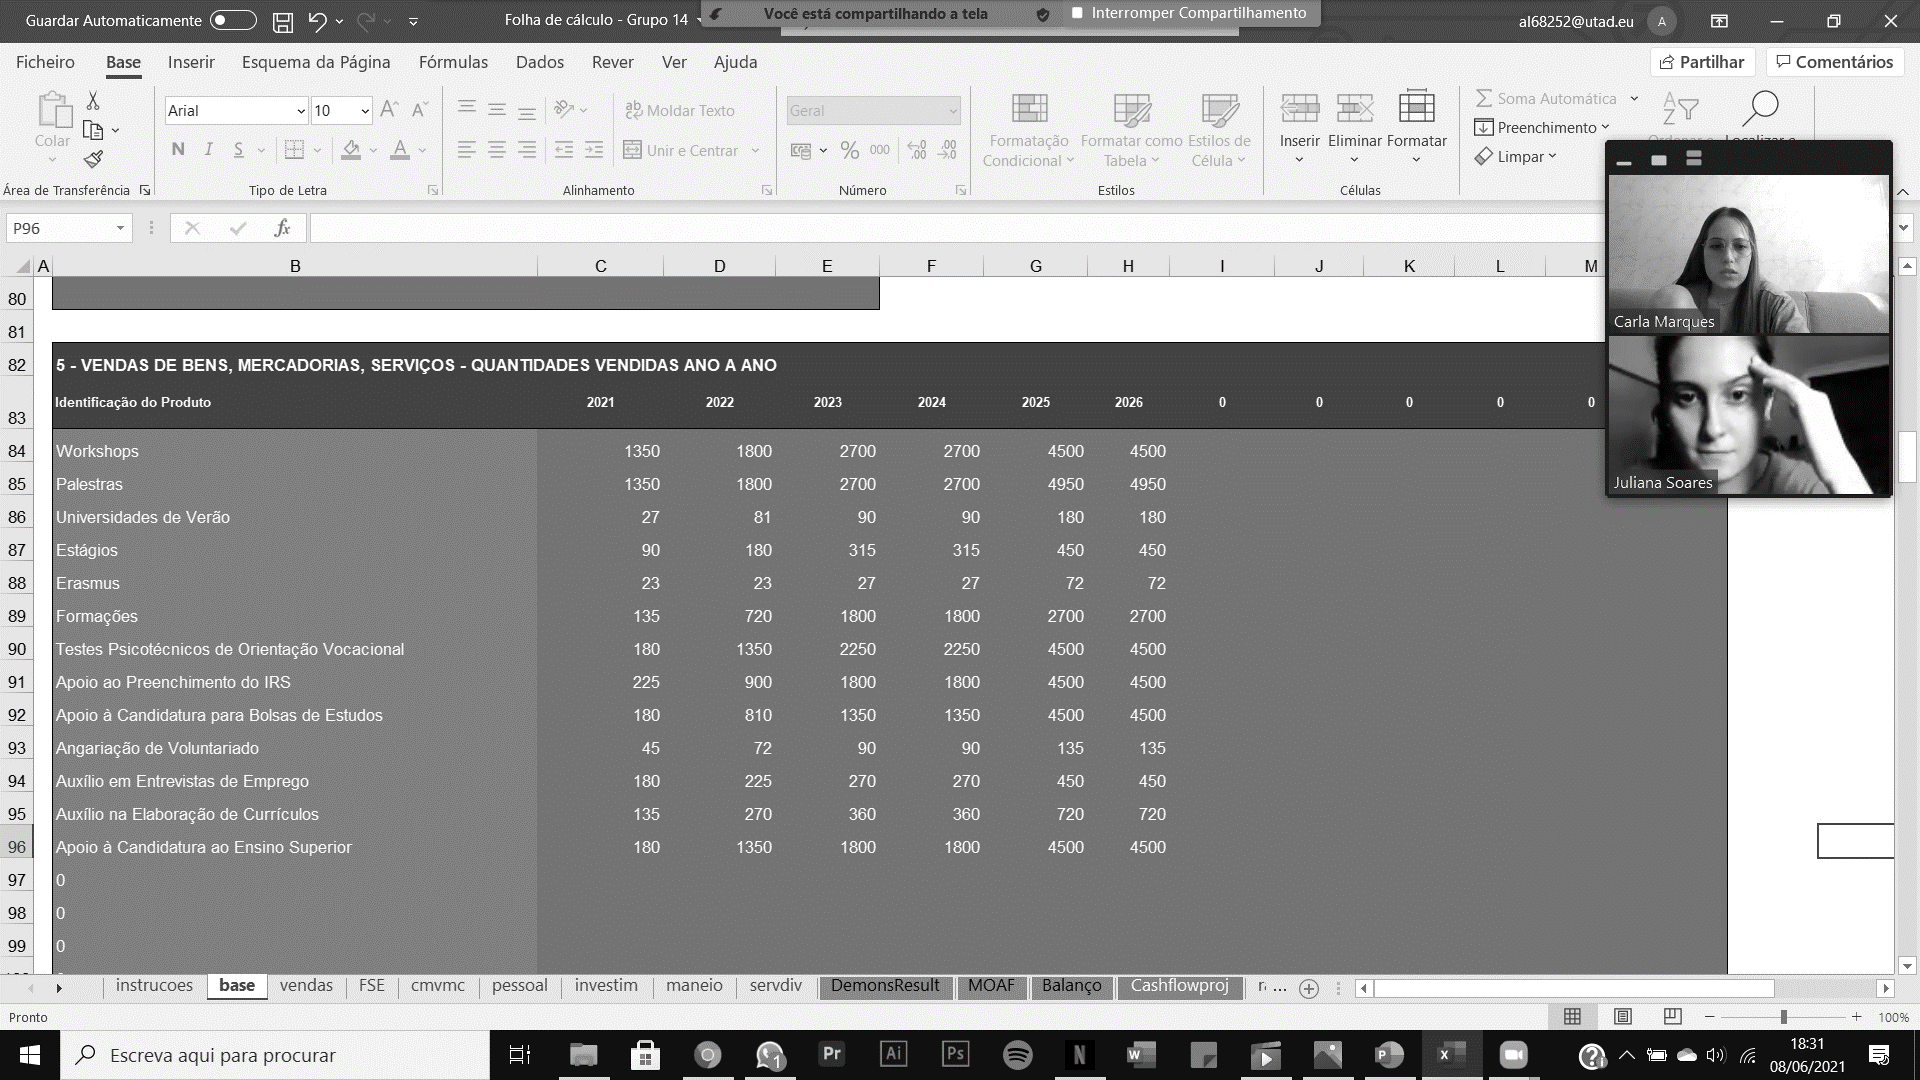 Guardar Automaticamente
Folha de cálculo - Grupo 14
Você está compartilhando a tela
Interromper Compartilhamento
al68252@utad.eu
A
Ficheiro Base Inserir Esquema da Página Fórmulas Dados Rever Ver Ajuda
Partilhar
Comentários
Arial
10
Moldar Texto
Geral
Soma Automática
Colar
N I S
Unir e Centrar
% 000
Formatação Condicional
Formatar como Tabela
Estilos de Célula
Inserir Eliminar Formatar
Preenchimento
Limpar
Área de Transferência
Tipo de Letra
Alinhamento
Número
Estilos
Células
P96
fx
A B C D E F G H I J K L M
80
81
82 5 - VENDAS DE BENS, MERCADORIAS, SERVIÇOS - QUANTIDADES VENDIDAS ANO A ANO
83 Identificação do Produto 2021 2022 2023 2024 2025 2026 0 0 0 0 0
84 Workshops 1350 1800 2700 2700 4500 4500
85 Palestras 1350 1800 2700 2700 4950 4950
86 Universidades de Verão 27 81 90 90 180 180
87 Estágios 90 180 315 315 450 450
88 Erasmus 23 23 27 27 72 72
89 Formações 135 720 1800 1800 2700 2700
90 Testes Psicotécnicos de Orientação Vocacional 180 1350 2250 2250 4500 4500
91 Apoio ao Preenchimento do IRS 225 900 1800 1800 4500 4500
92 Apoio à Candidatura para Bolsas de Estudos 180 810 1350 1350 4500 4500
93 Angariação de Voluntariado 45 72 90 90 135 135
94 Auxílio em Entrevistas de Emprego 180 225 270 270 450 450
95 Auxílio na Elaboração de Currículos 135 270 360 360 720 720
96 Apoio à Candidatura ao Ensino Superior 180 1350 1800 1800 4500 4500
97 0
98 0
99 0
Carla Marques
Juliana Soares
instrucoes base vendas FSE cmvmc pessoal investim maneio servdiv DemonsResult MOAF Balanço Cashflowproj ...
Pronto
100%
Escreva aqui para procurar
1
Pr
Ai
Ps
N
W
P
X
18:31
08/06/2021